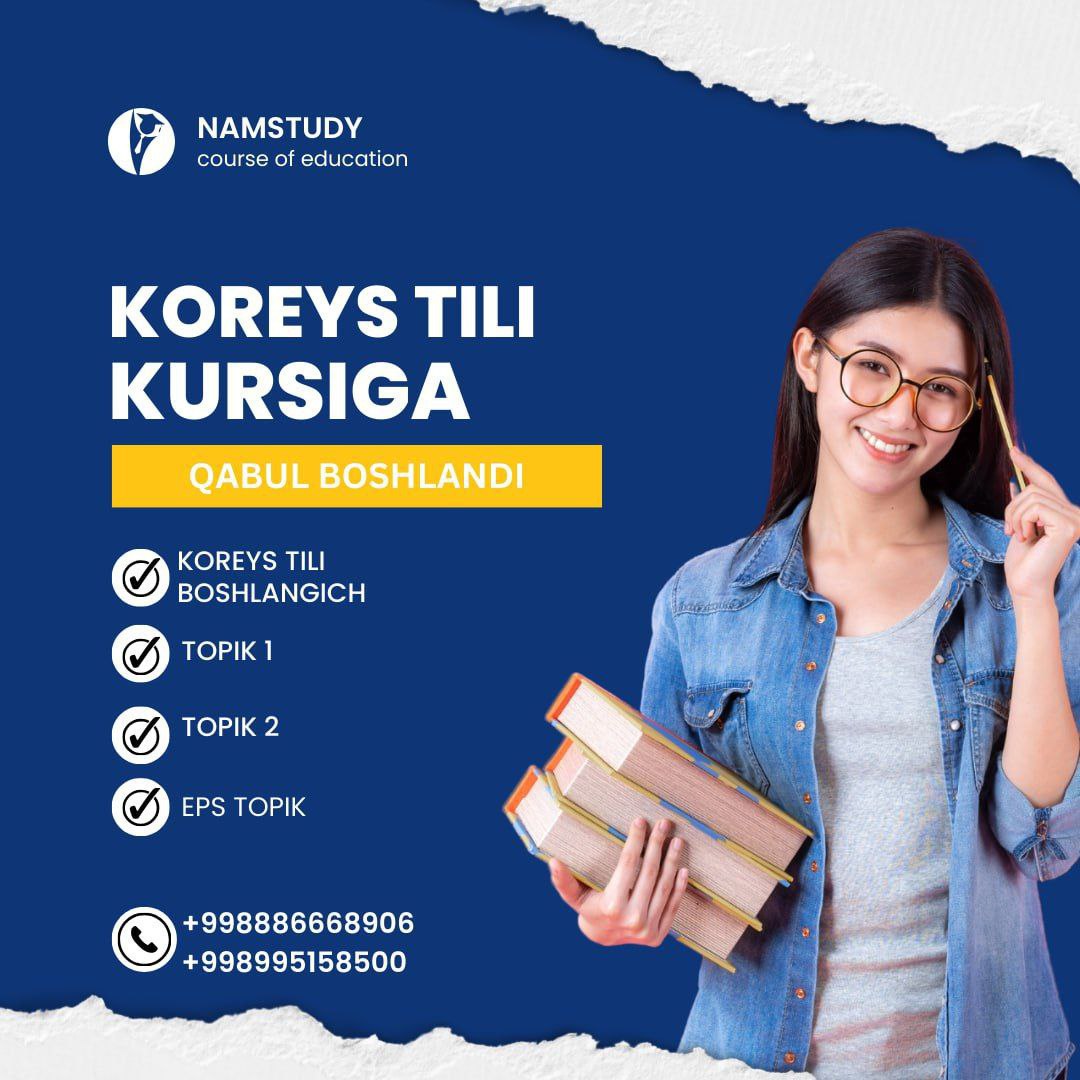 NAMSTUDY
course of education
KOREYS TILI
KURSIGA
QABUL BOSHLANDI
KOREYS TILI
BOSHLANGICH
TOPIK 1
TOPIK 2
EPS TOPIK
+998886668906
+998995158500